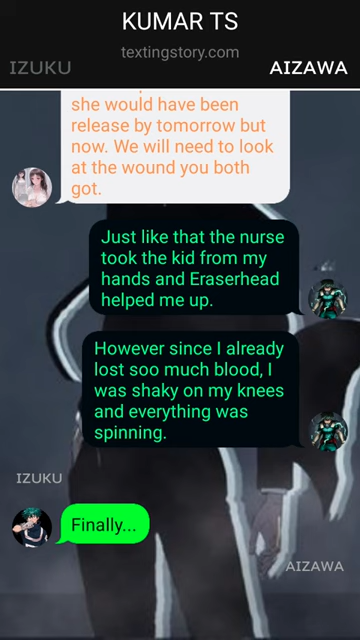 KUMAR TS
textingstory.com
IZUKU AIZAWA
she would have been
release by tomorrow but
now. We will need to look
at the wound you both
got.
Just like that the nurse
took the kid from my
hands and Eraserhead
helped me up.
However since I already
lost soo much blood, I
was shaky on my knees
and everything was
spinning.
IZUKU
Finally...
AIZAWA